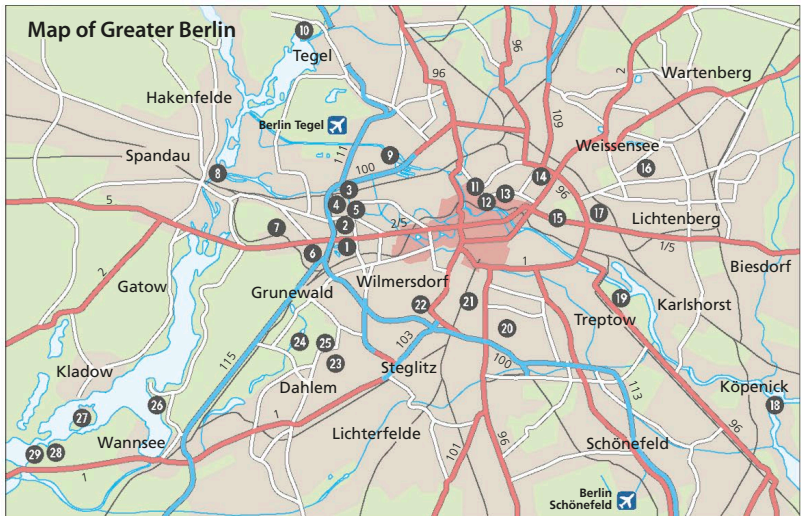 Map of Greater Berlin
10
Tegel
96
96
2
Wartenberg
Hakenfelde
109
Berlin Tegel
111
Weissensee
Spandau
9
100
16
8
14
3
11
13
96
4
5
12
5
2/5
15
17
Lichtenberg
7
2
1
6
1/5
2
Biesdorf
Gatow
Grunewald
Wilmersdorf
1
19
Karlshorst
22
21
Treptow
20
115
24
25
103
100
23
Steglitz
113
Kladow
Dahlem
Köpenick
26
18
27
1
Lichterfelde
96
Wannsee
101
96
Schönefeld
29
28
1
Berlin
Schönefeld